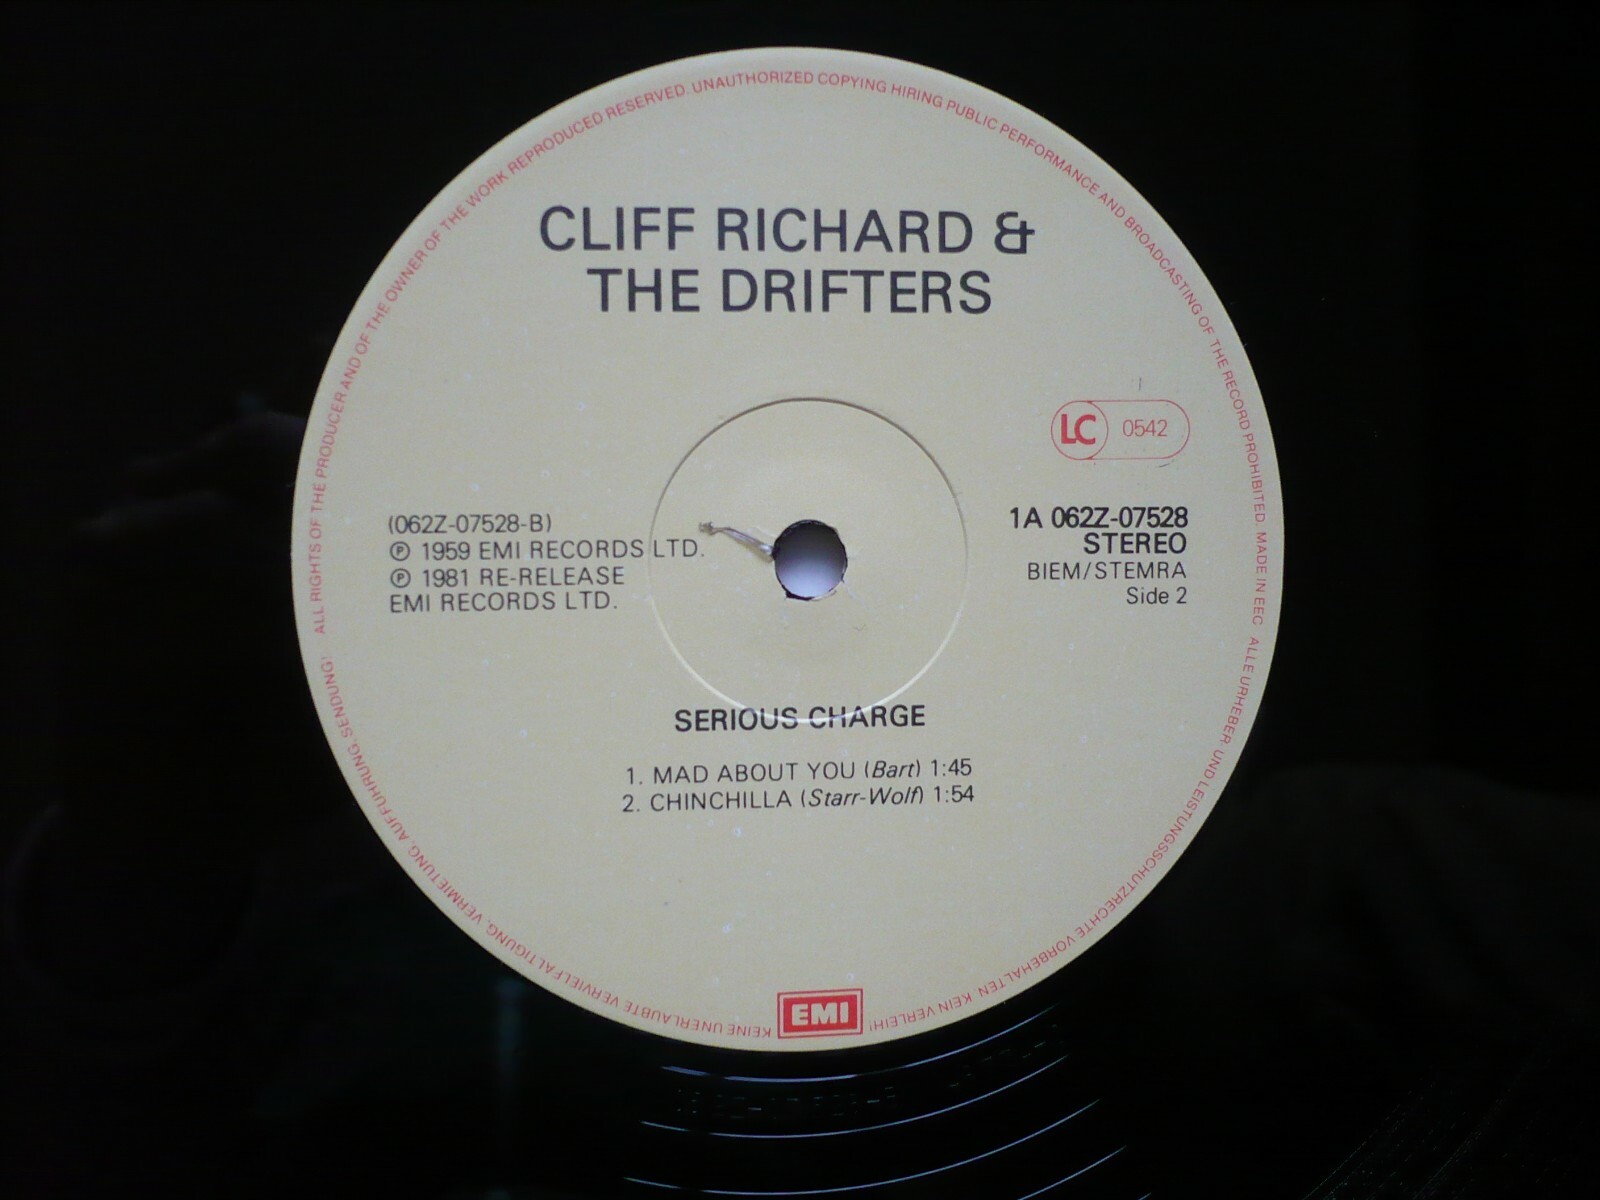 ALL RIGHTS OF THE PRODUCER AND OF THE OWNER OF THE WORK REPRODUCED RESERVED. UNAUTHORIZED COPYING HIRING PUBLIC PERFORMANCE AND BROADCASTING OF THE RECORD PROHIBITED. MADE IN EEC
CLIFF RICHARD &
THE DRIFTERS
LC 0542
(062Z-07528-B)
℗ 1959 EMI RECORDS LTD.
℗ 1981 RE-RELEASE
EMI RECORDS LTD.
1A 062Z-07528
STEREO
BIEM/STEMRA
Side 2
SERIOUS CHARGE
1. MAD ABOUT YOU (Bart) 1:45
2. CHINCHILLA (Starr-Wolf) 1:54
ALLE URHEBER- UND LEISTUNGSSCHUTZRECHTE VORBEHALTEN. KEIN VERLEIH!
KEINE UNERLAUBTE VERVIELFÄLTIGUNG, VERMIETUNG, AUFFÜHRUNG, SENDUNG!
EMI